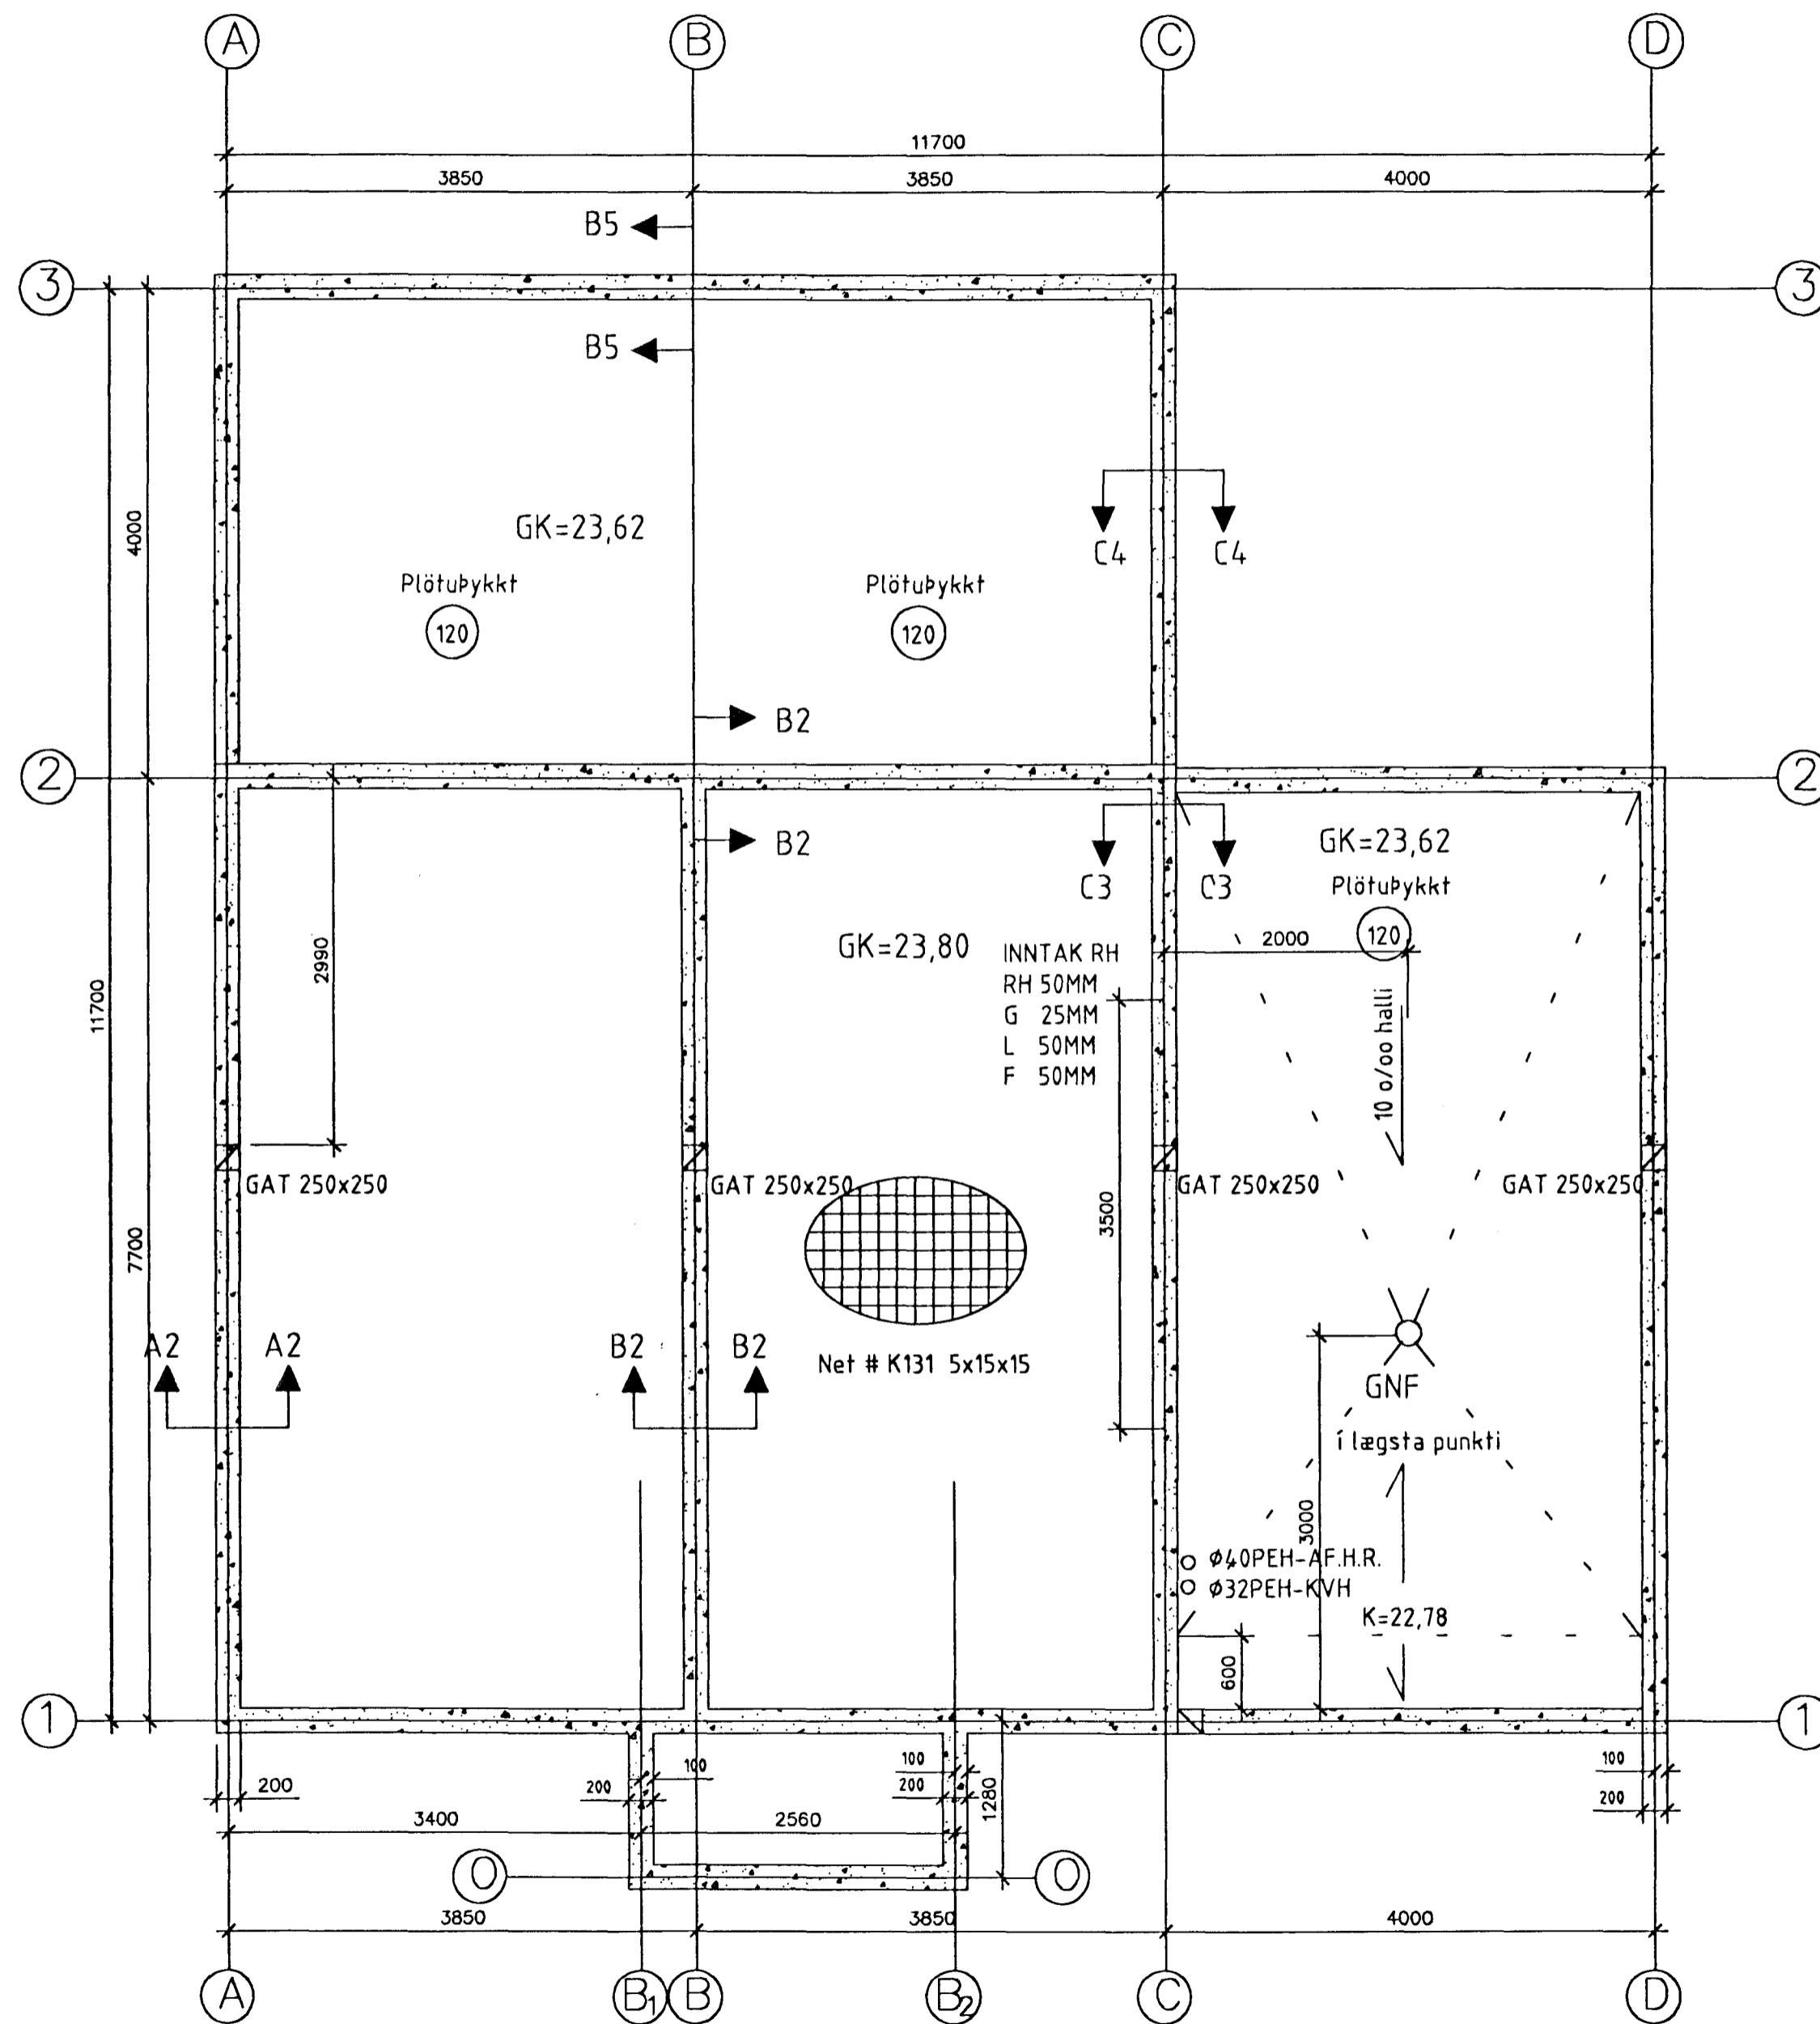 A B C D
11700
3850 3850 4000
B5
3 3
B5
4000
GK=23,62
C4 C4
Plötuþykkt Plötuþykkt
120 120
B2
2 2
B2
GK=23,62
C3 C3
Plötuþykkt
120
2990
GK=23,80
2000
INNTAK RH
RH 50MM
G 25MM
L 50MM
F 50MM
11700
10 o/oo halli
GAT 250x250 GAT 250x250 GAT 250x250 GAT 250x250
7700
3500
A2 A2 B2 B2
Net # K131 5x15x15
GNF
í lægsta punkti
3000
Ø40PEH-AF.H.R.
Ø32PEH-KVH
K=22,78
600
1 1
200 200 100 100 200 1280 100 200
3400 2560
O O
3850 3850 4000
A B1 B B2 C D